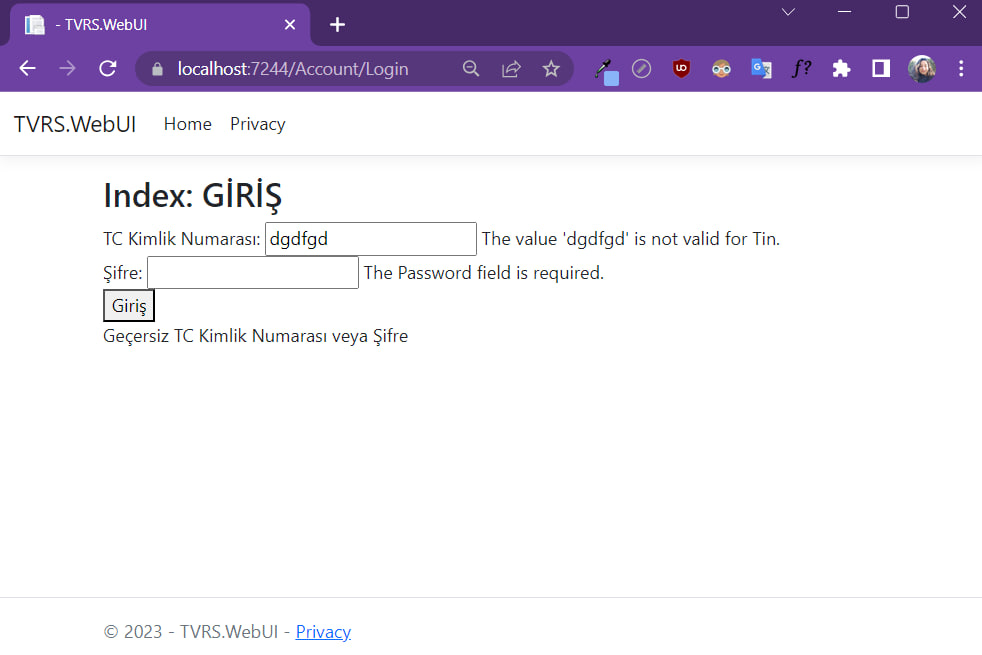 - TVRS.WebUI
localhost:7244/Account/Login
TVRS.WebUI Home Privacy
Index: GİRİŞ
TC Kimlik Numarası: dgdfgd The value 'dgdfgd' is not valid for Tin.
Şifre: The Password field is required.
Giriş
Geçersiz TC Kimlik Numarası veya Şifre
© 2023 - TVRS.WebUI - Privacy